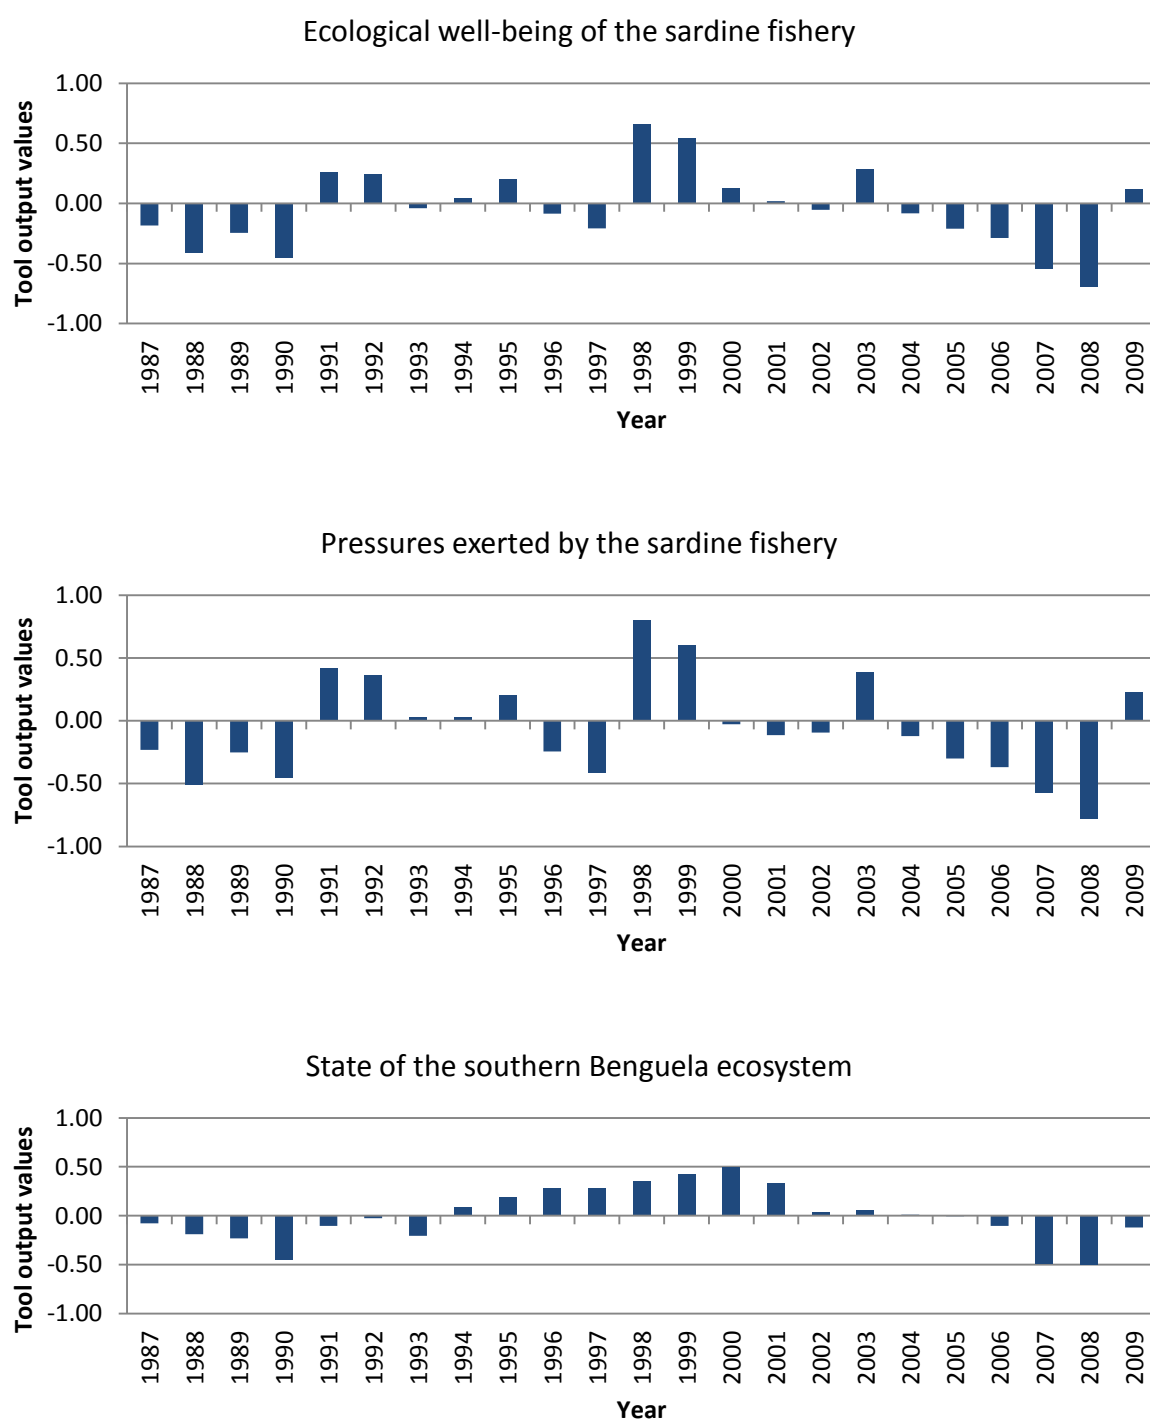 Ecological well-being of the sardine fishery
Tool output values
1.00
0.50
0.00
-0.50
-1.00
1987 1988 1989 1990 1991 1992 1993 1994 1995 1996 1997 1998 1999 2000 2001 2002 2003 2004 2005 2006 2007 2008 2009
Year
Pressures exerted by the sardine fishery
Tool output values
1.00
0.50
0.00
-0.50
-1.00
1987 1988 1989 1990 1991 1992 1993 1994 1995 1996 1997 1998 1999 2000 2001 2002 2003 2004 2005 2006 2007 2008 2009
Year
State of the southern Benguela ecosystem
Tool output values
1.00
0.50
0.00
-0.50
-1.00
1987 1988 1989 1990 1991 1992 1993 1994 1995 1996 1997 1998 1999 2000 2001 2002 2003 2004 2005 2006 2007 2008 2009
Year